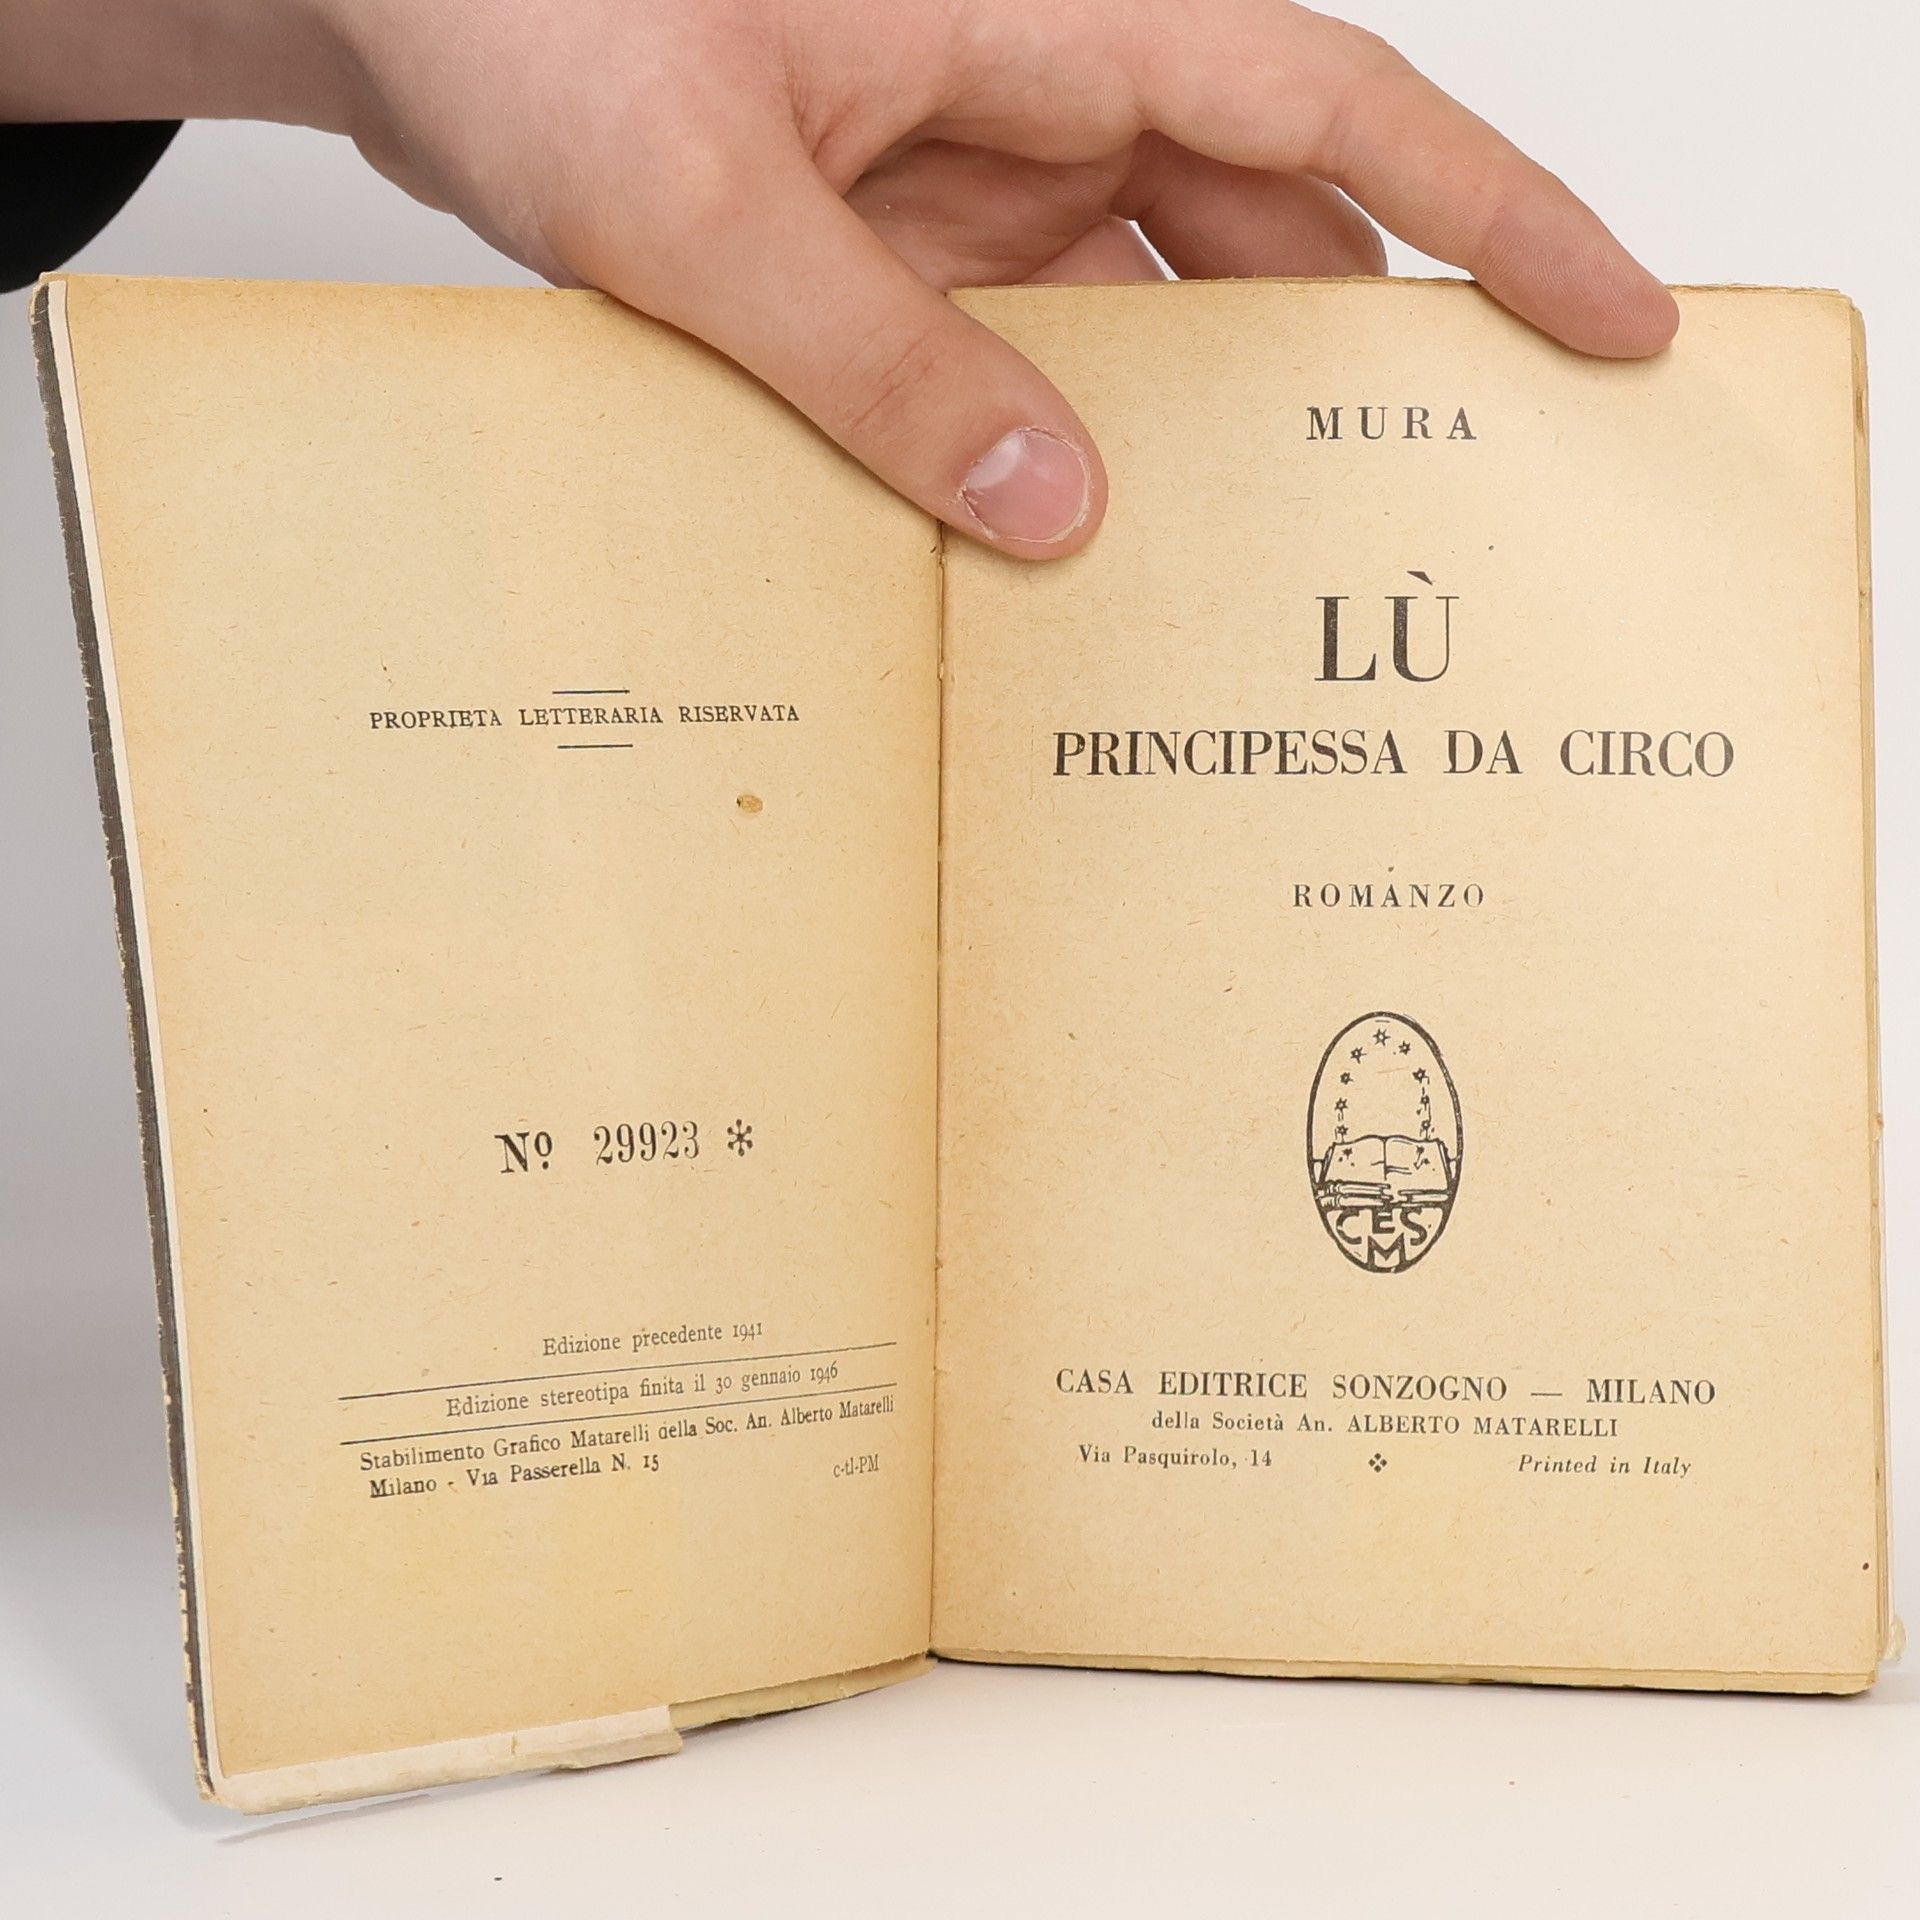 PROPRIETA LETTERARIA RISERVATA
Nº 29923 *
Edizione precedente 1941
Edizione stereotipa finita il 30 gennaio 1946
Stabilimento Grafico Matarelli della Soc. An. Alberto Matarelli
Milano - Via Passerella N. 15 c-tl-PM
MURA
LÙ
PRINCIPESSA DA CIRCO
ROMANZO
CES
M
CASA EDITRICE SONZOGNO — MILANO
della Società An. ALBERTO MATARELLI
Via Pasquirolo, 14 Printed in Italy